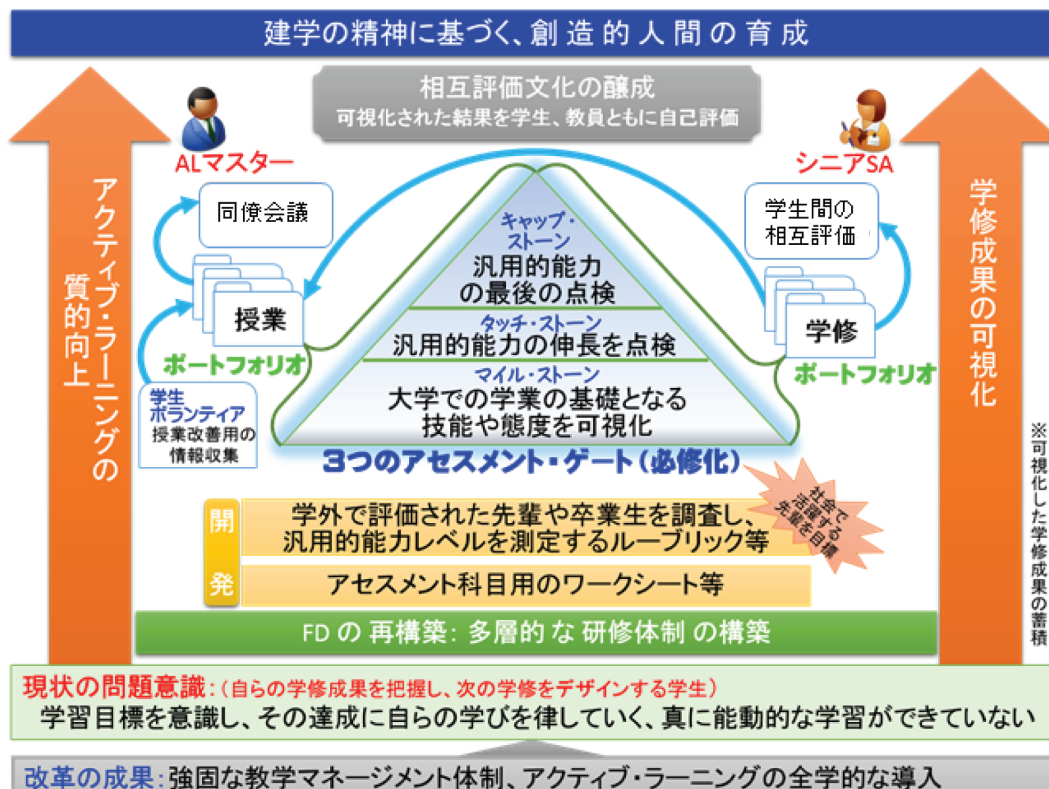 建学の精神に基づく、創造的人間の育成
相互評価文化の醸成
可視化された結果を学生、教員ともに自己評価
ALマスター
シニアSA
アクティブ・ラーニングの
質的向上
同僚会議
授業
ポートフォリオ
学生
ボランティア
授業改善用の
情報収集
キャップ・
ストーン
汎用的能力
の最後の点検
タッチ・ストーン
汎用的能力の伸長を点検
マイル・ストーン
大学での学業の基礎となる
技能や態度を可視化
3つのアセスメント・ゲート(必修化)
学生間の
相互評価
学修
ポートフォリオ
学修成果の可視化
※可視化した学修成果の蓄積
開発
学外で評価された先輩や卒業生を調査し、
汎用的能力レベルを測定するルーブリック等
社会で
活躍する
先輩を目標
アセスメント科目用のワークシート等
FDの再構築:多層的な研修体制の構築
現状の問題意識:(自らの学修成果を把握し、次の学修をデザインする学生)
学習目標を意識し、その達成に自らの学びを律していく、真に能動的な学習ができていない
改革の成果:強固な教学マネージメント体制、アクティブ・ラーニングの全学的な導入